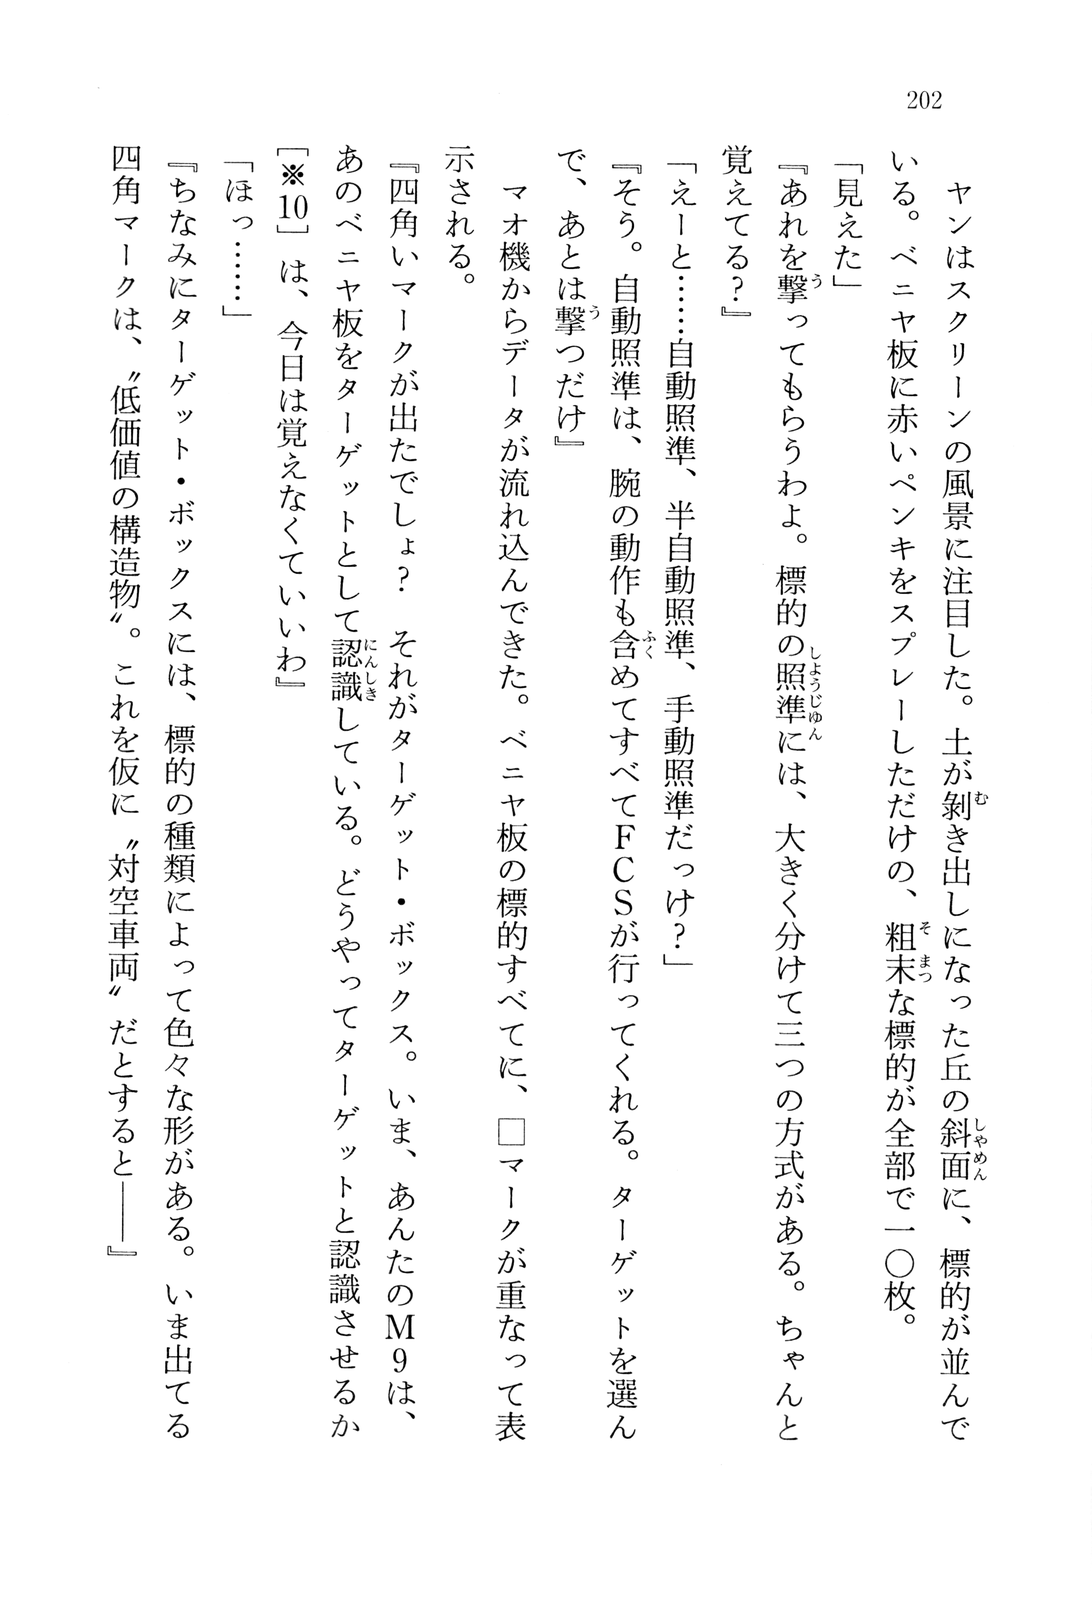 202
　ヤンはスクリーンの風景に注目した。土が剝き出しになった丘の斜面に、標的が並んで
いる。ベニヤ板に赤いペンキをスプレーしただけの、粗末な標的が全部で一〇枚。
「見えた」
『あれを撃ってもらうわよ。標的の照準には、大きく分けて三つの方式がある。ちゃんと
覚えてる?』
「えーと……自動照準、半自動照準、手動照準だっけ?」
『そう。自動照準は、腕の動作も含めてすべてＦＣＳが行ってくれる。ターゲットを選ん
で、あとは撃つだけ』
　マオ機からデータが流れ込んできた。ベニヤ板の標的すべてに、□マークが重なって表
示される。
『四角いマークが出たでしょ?　それがターゲット・ボックス。いま、あんたのＭ９は、
あのベニヤ板をターゲットとして認識している。どうやってターゲットと認識させるか
[※10]は、今日は覚えなくていいわ』
「ほっ……」
『ちなみにターゲット・ボックスには、標的の種類によって色々な形がある。いま出てる
四角マークは、〝低価値の構造物〟。これを仮に〝対空車両〟だとすると――』